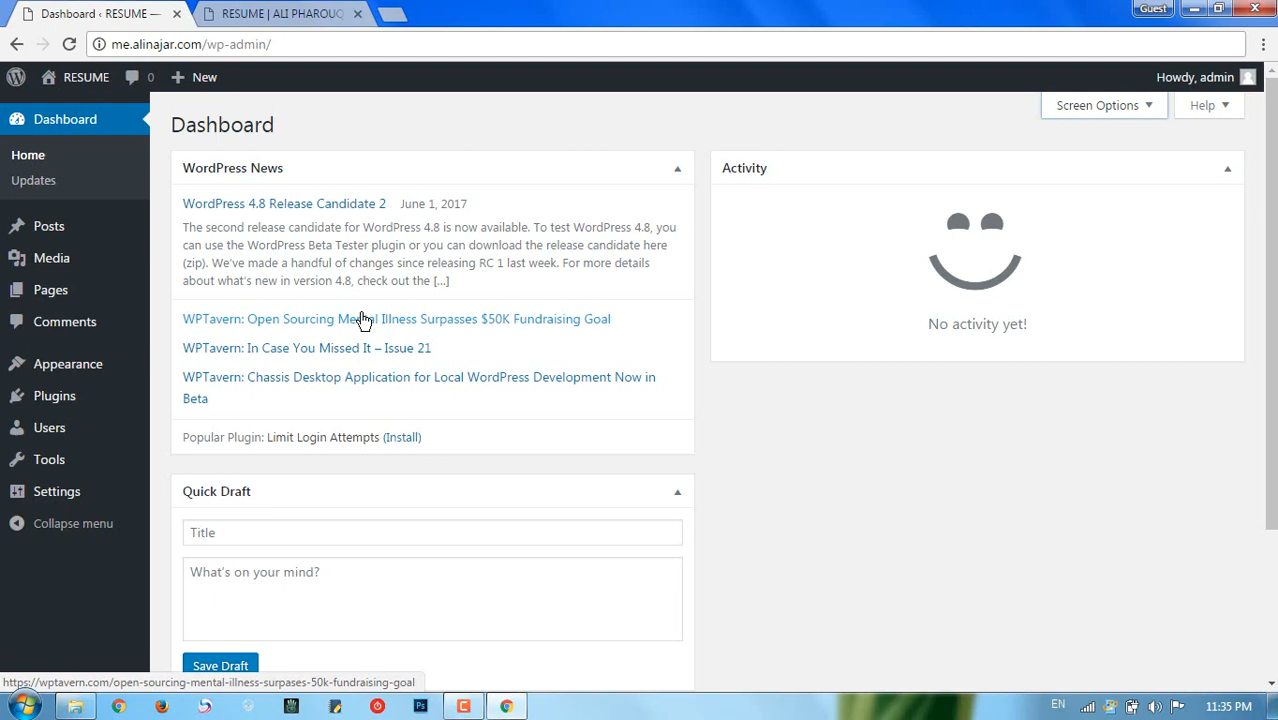 Dashboard ‹ RESUME —
RESUME | ALI PHAROUQ
Guest
me.alinajar.com/wp-admin/
RESUME 0 New
Howdy, admin
Dashboard
Home
Updates
Posts
Media
Pages
Comments
Appearance
Plugins
Users
Tools
Settings
Collapse menu
Screen Options
Help
Dashboard
WordPress News
WordPress 4.8 Release Candidate 2 June 1, 2017
The second release candidate for WordPress 4.8 is now available. To test WordPress 4.8, you
can use the WordPress Beta Tester plugin or you can download the release candidate here
(zip). We've made a handful of changes since releasing RC 1 last week. For more details
about what's new in version 4.8, check out the [...]
WPTavern: Open Sourcing Mental Illness Surpasses $50K Fundraising Goal
WPTavern: In Case You Missed It – Issue 21
WPTavern: Chassis Desktop Application for Local WordPress Development Now in
Beta
Popular Plugin: Limit Login Attempts (Install)
Quick Draft
Title
What's on your mind?
Save Draft
Activity
No activity yet!
https://wptavern.com/open-sourcing-mental-illness-surpases-50k-fundraising-goal
EN
11:35 PM